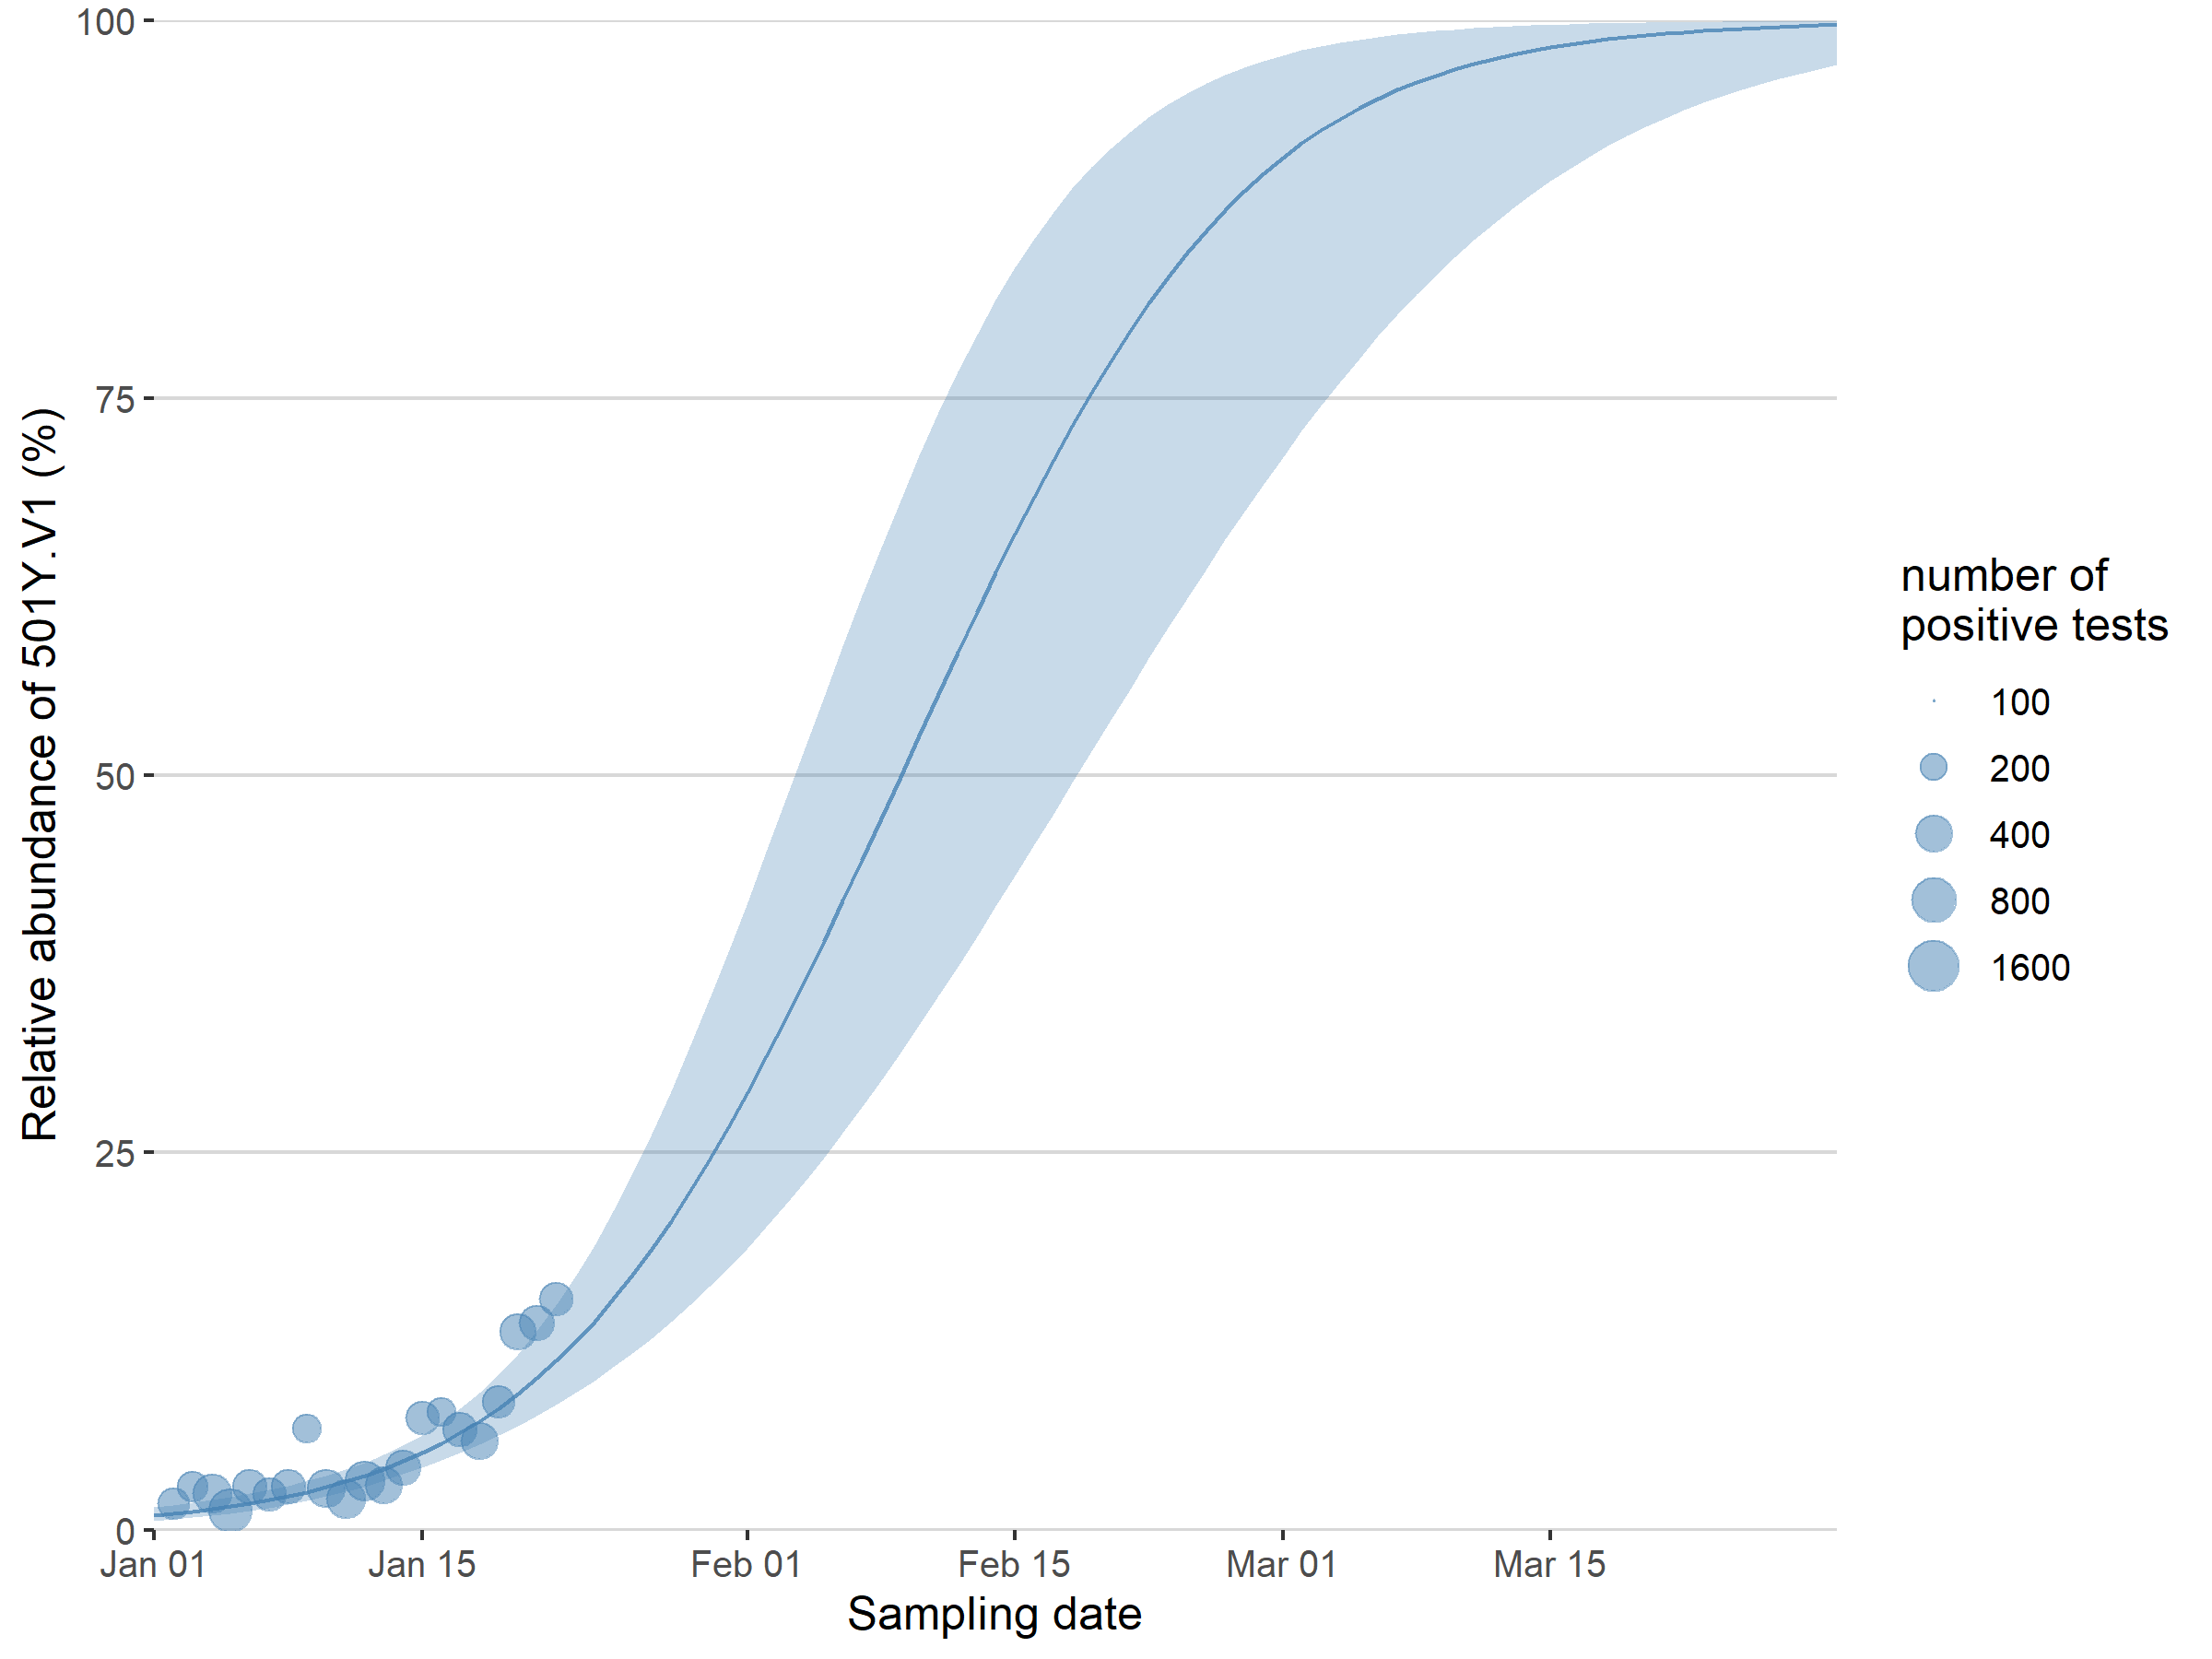 Relative abundance of 501Y.V1 (%)
100
75
50
25
0
Jan 01
Jan 15
Feb 01
Feb 15
Mar 01
Mar 15
Sampling date
number of
positive tests
100
200
400
800
1600